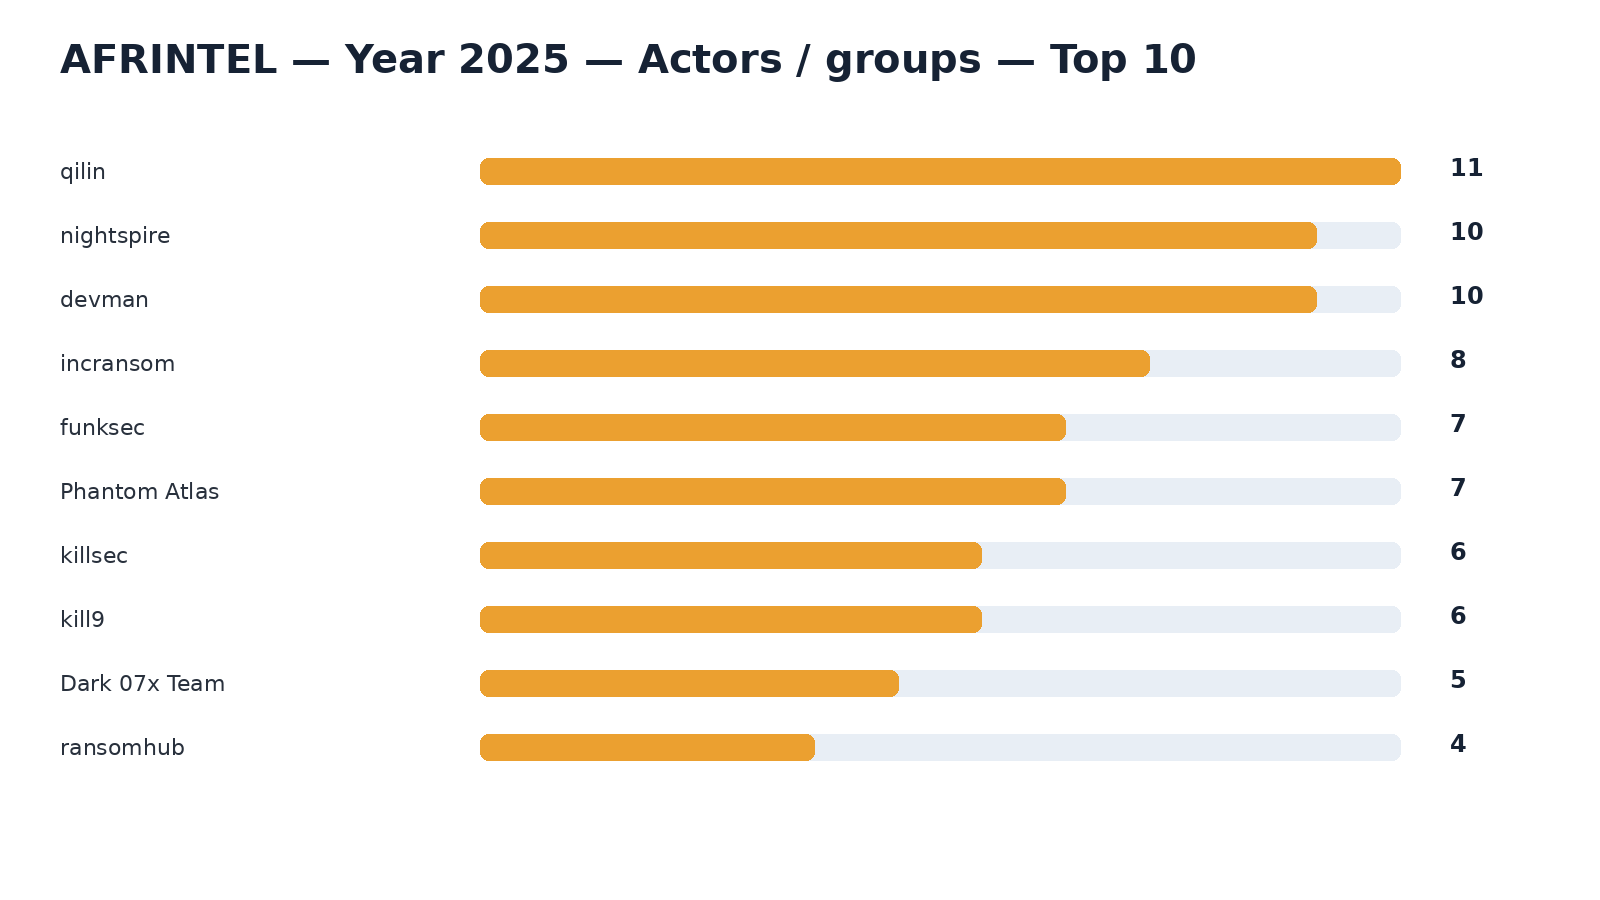 AFRINTEL — Year 2025 — Actors / groups — Top 10
qilin 11
nightspire 10
devman 10
incransom 8
funksec 7
Phantom Atlas 7
killsec 6
kill9 6
Dark 07x Team 5
ransomhub 4